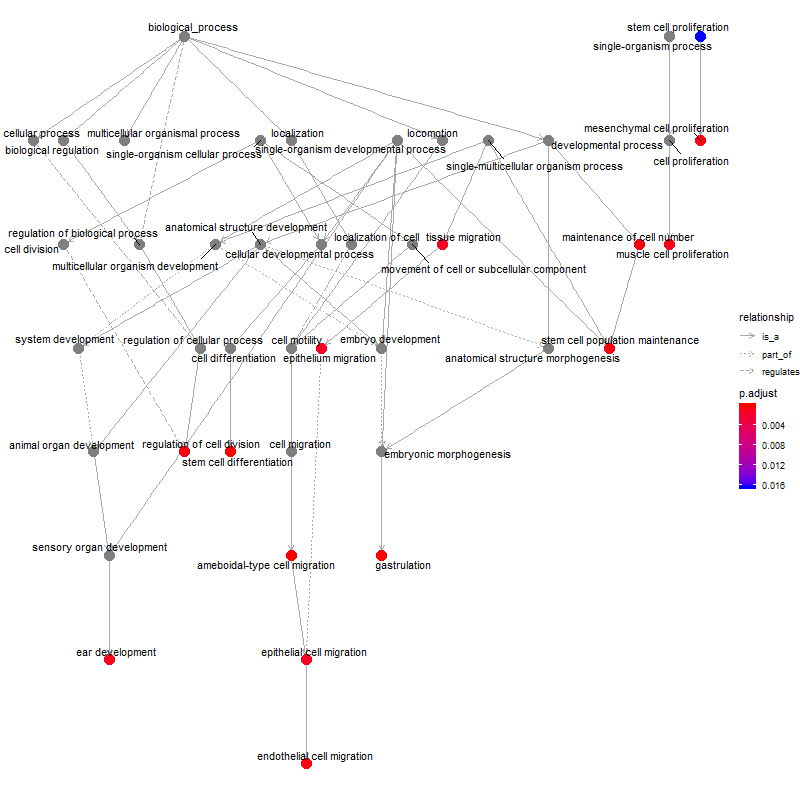 biological_process
stem cell proliferation
single-organism process
cellular process
multicellular organismal process
localization
locomotion
mesenchymal cell proliferation
biological regulation
single-organism cellular process
single-organism developmental process
developmental process
single-multicellular organism process
cell proliferation
regulation of biological process
anatomical structure development
localization of cell
tissue migration
maintenance of cell number
cell division
cellular developmental process
muscle cell proliferation
multicellular organism development
movement of cell or subcellular component
system development
regulation of cellular process
cell motility
embryo development
stem cell population maintenance
cell differentiation
epithelium migration
anatomical structure morphogenesis
animal organ development
regulation of cell division
cell migration
embryonic morphogenesis
stem cell differentiation
sensory organ development
ameboidal-type cell migration
gastrulation
ear development
epithelial cell migration
endothelial cell migration
relationship
is_a
part_of
regulates
p.adjust
0.004
0.008
0.012
0.016